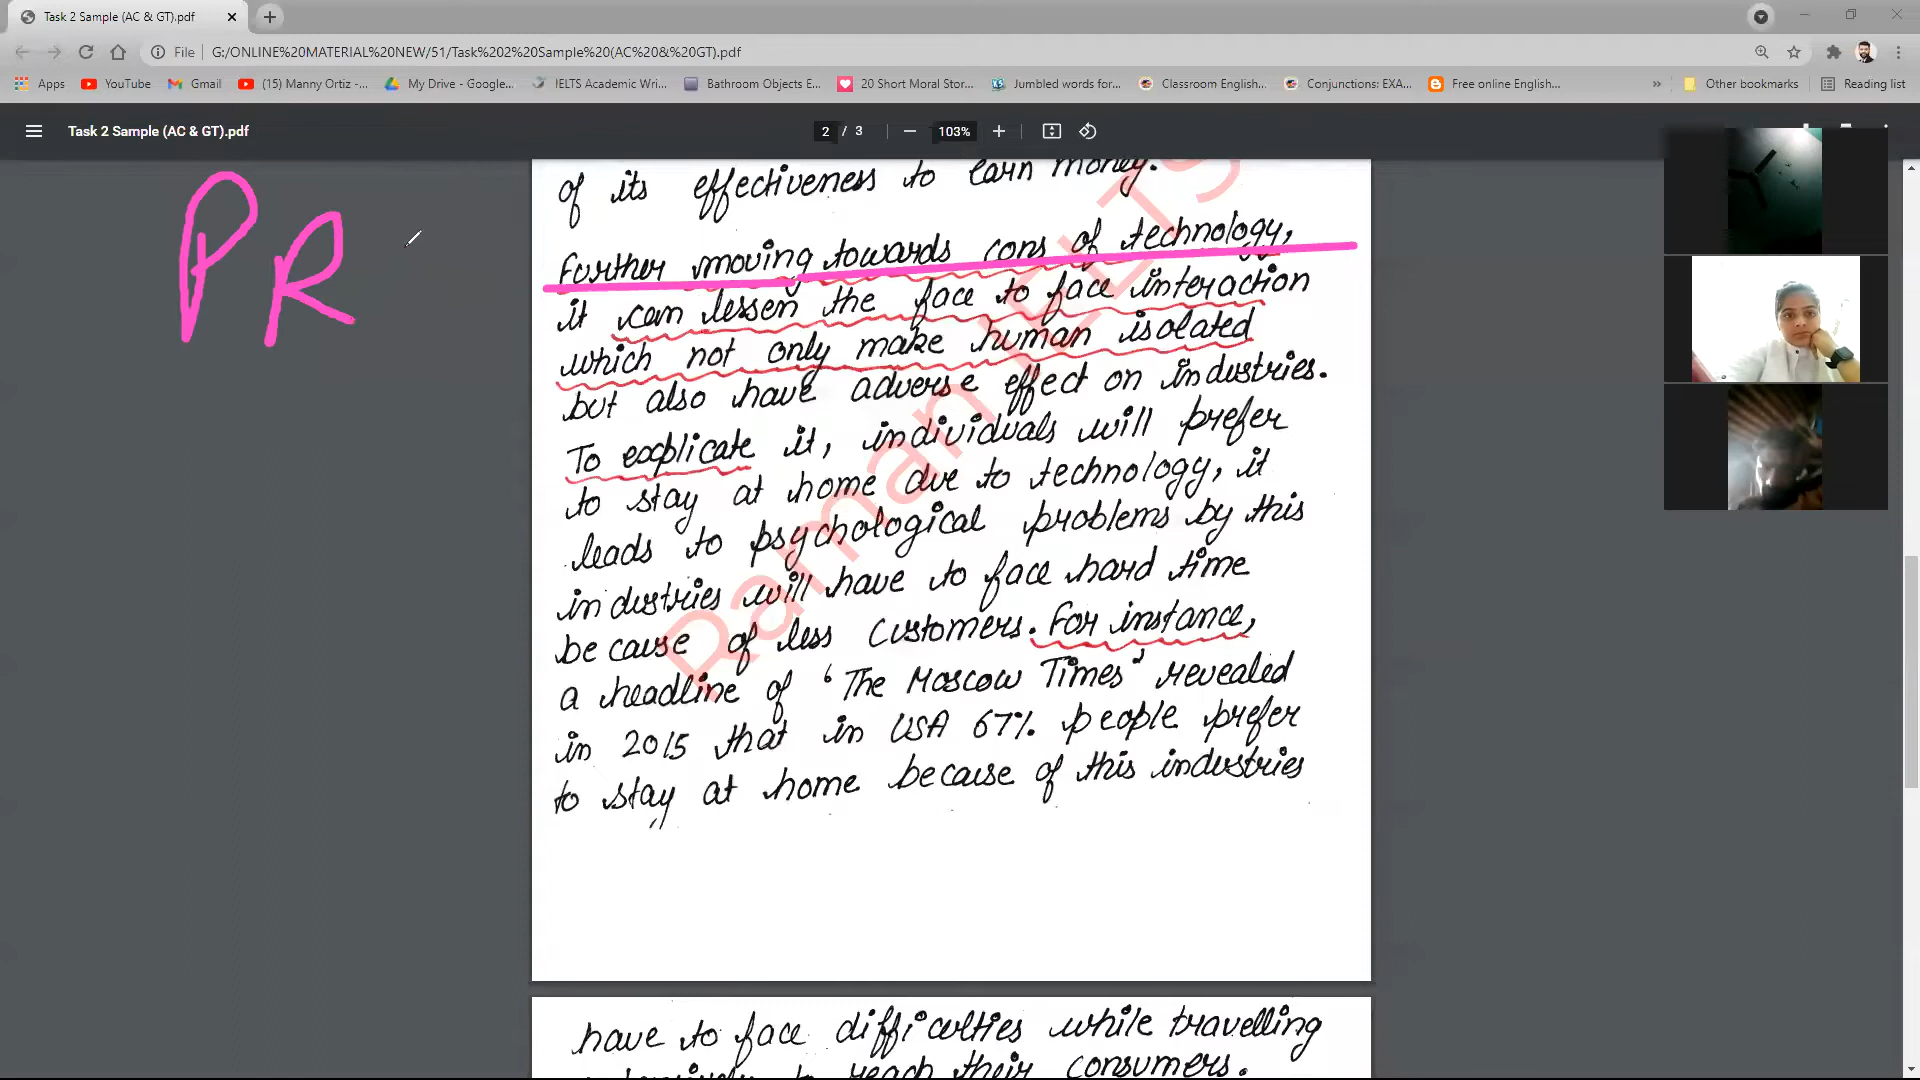 Task 2 Sample (AC & GT).pdf
File G:/ONLINE%20MATERIAL%20NEW/51/Task%202%20Sample%20(AC%20&%20GT).pdf
Apps YouTube Gmail (15) Manny Ortiz -... My Drive - Google... IELTS Academic Wri... Bathroom Objects E... 20 Short Moral Stor... Jumbled words for... Classroom English... Conjunctions: EXA... Free online English... » Other bookmarks Reading list
Task 2 Sample (AC & GT).pdf 2 / 3 103%
PR
of its effectiveness to earn money.
Further moving towards cons of technology,
it can lessen the face to face interaction
which not only make human isolated
but also have adverse effect on industries.
To explicate it, individuals will prefer
to stay at home due to technology, it
leads to psychological problems by this
industries will have to face hard time
because of less customers. For instance,
a headline of 'The Moscow Times' revealed
in 2015 that in USA 67% people prefer
to stay at home because of this industries
Raman IELTS
have to face difficulties while travelling
to reach their consumers.